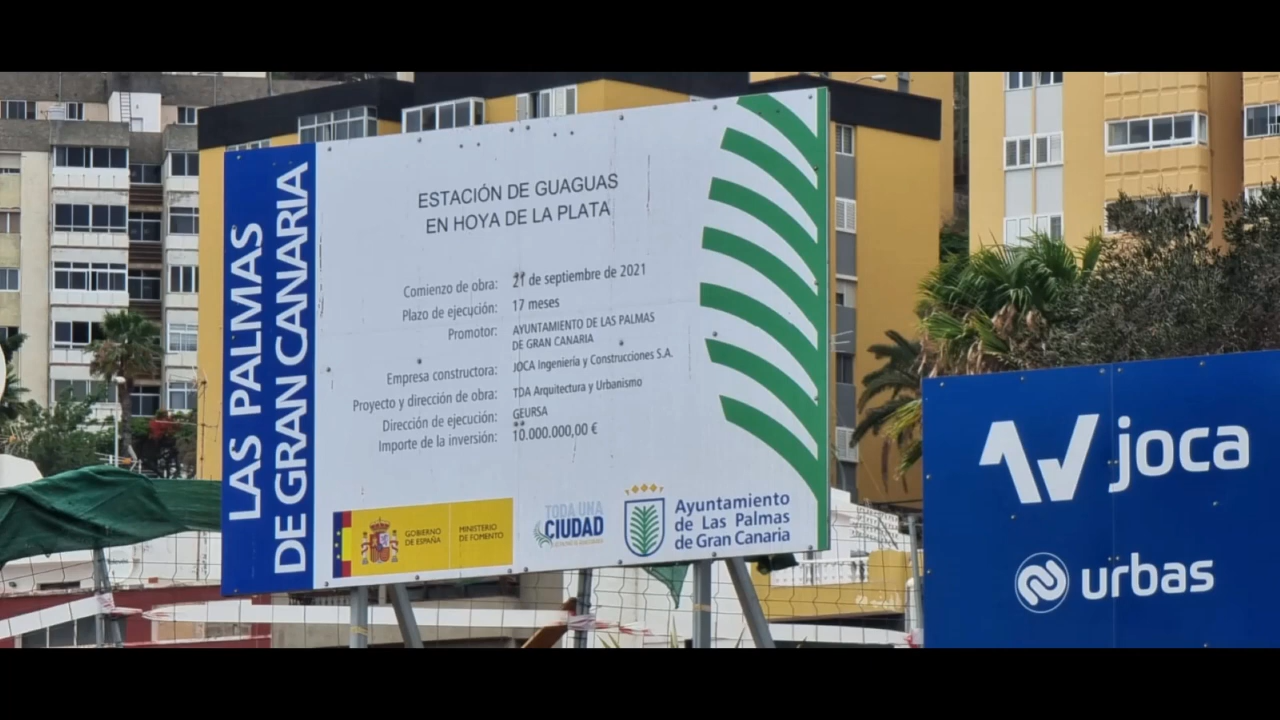 LAS PALMAS
DE GRAN CANARIA
ESTACIÓN DE GUAGUAS
EN HOYA DE LA PLATA
Comienzo de obra: 21 de septiembre de 2021
Plazo de ejecución: 17 meses
Promotor: AYUNTAMIENTO DE LAS PALMAS
DE GRAN CANARIA
Empresa constructora: JOCA Ingeniería y Construcciones S.A.
Proyecto y dirección de obra: TDA Arquitectura y Urbanismo
Dirección de ejecución: GEURSA
Importe de la inversión: 10.000.000,00 €
GOBIERNO
DE ESPAÑA
MINISTERIO
DE FOMENTO
TODA UNA
CIUDAD
Ayuntamiento
de Las Palmas
de Gran Canaria
joca
urbas